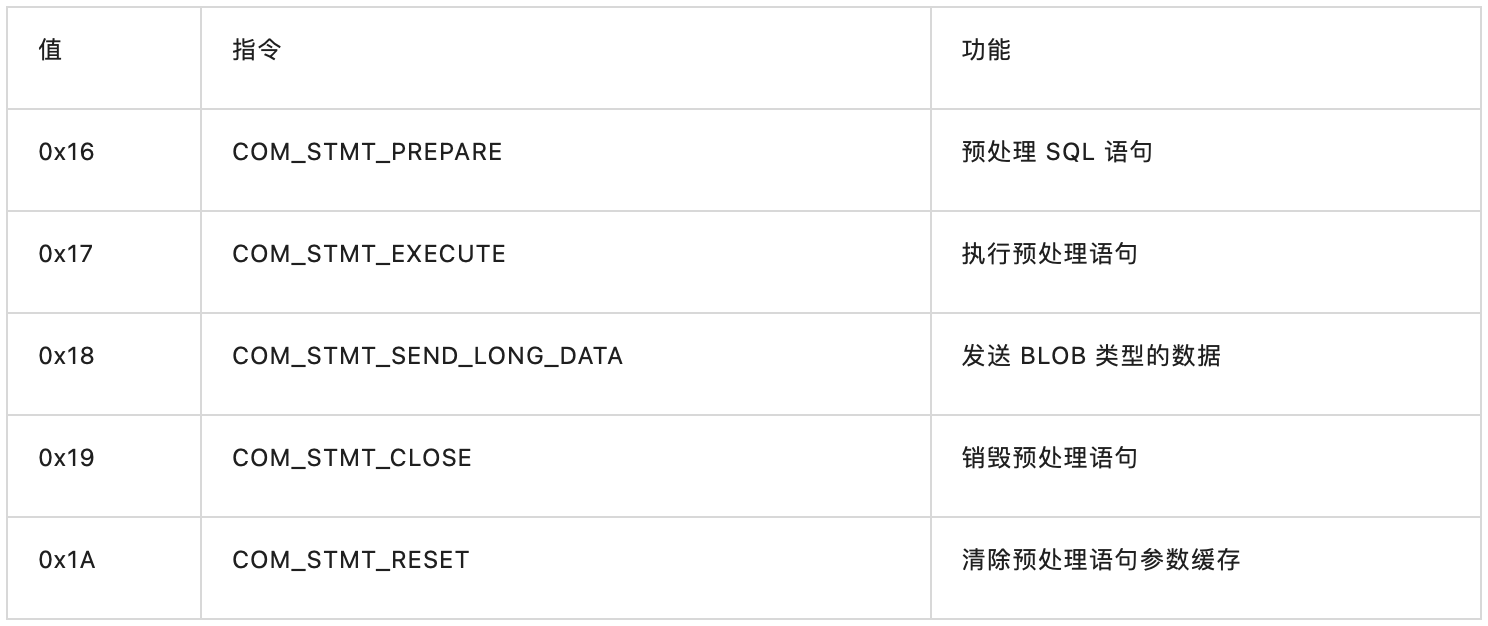 值 指令 功能
0x16 COM_STMT_PREPARE 预处理 SQL 语句
0x17 COM_STMT_EXECUTE 执行预处理语句
0x18 COM_STMT_SEND_LONG_DATA 发送 BLOB 类型的数据
0x19 COM_STMT_CLOSE 销毁预处理语句
0x1A COM_STMT_RESET 清除预处理语句参数缓存